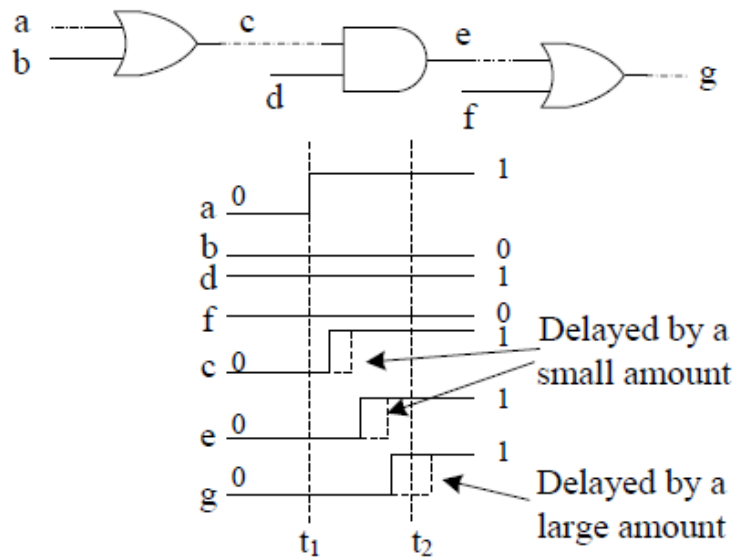 a
c
e
b
g
d
f
1
0
a
b
0
d
1
f
0
1
Delayed by a
c 0
small amount
1
0
e
1
0
g
Delayed by a
large amount
t₁ t₂